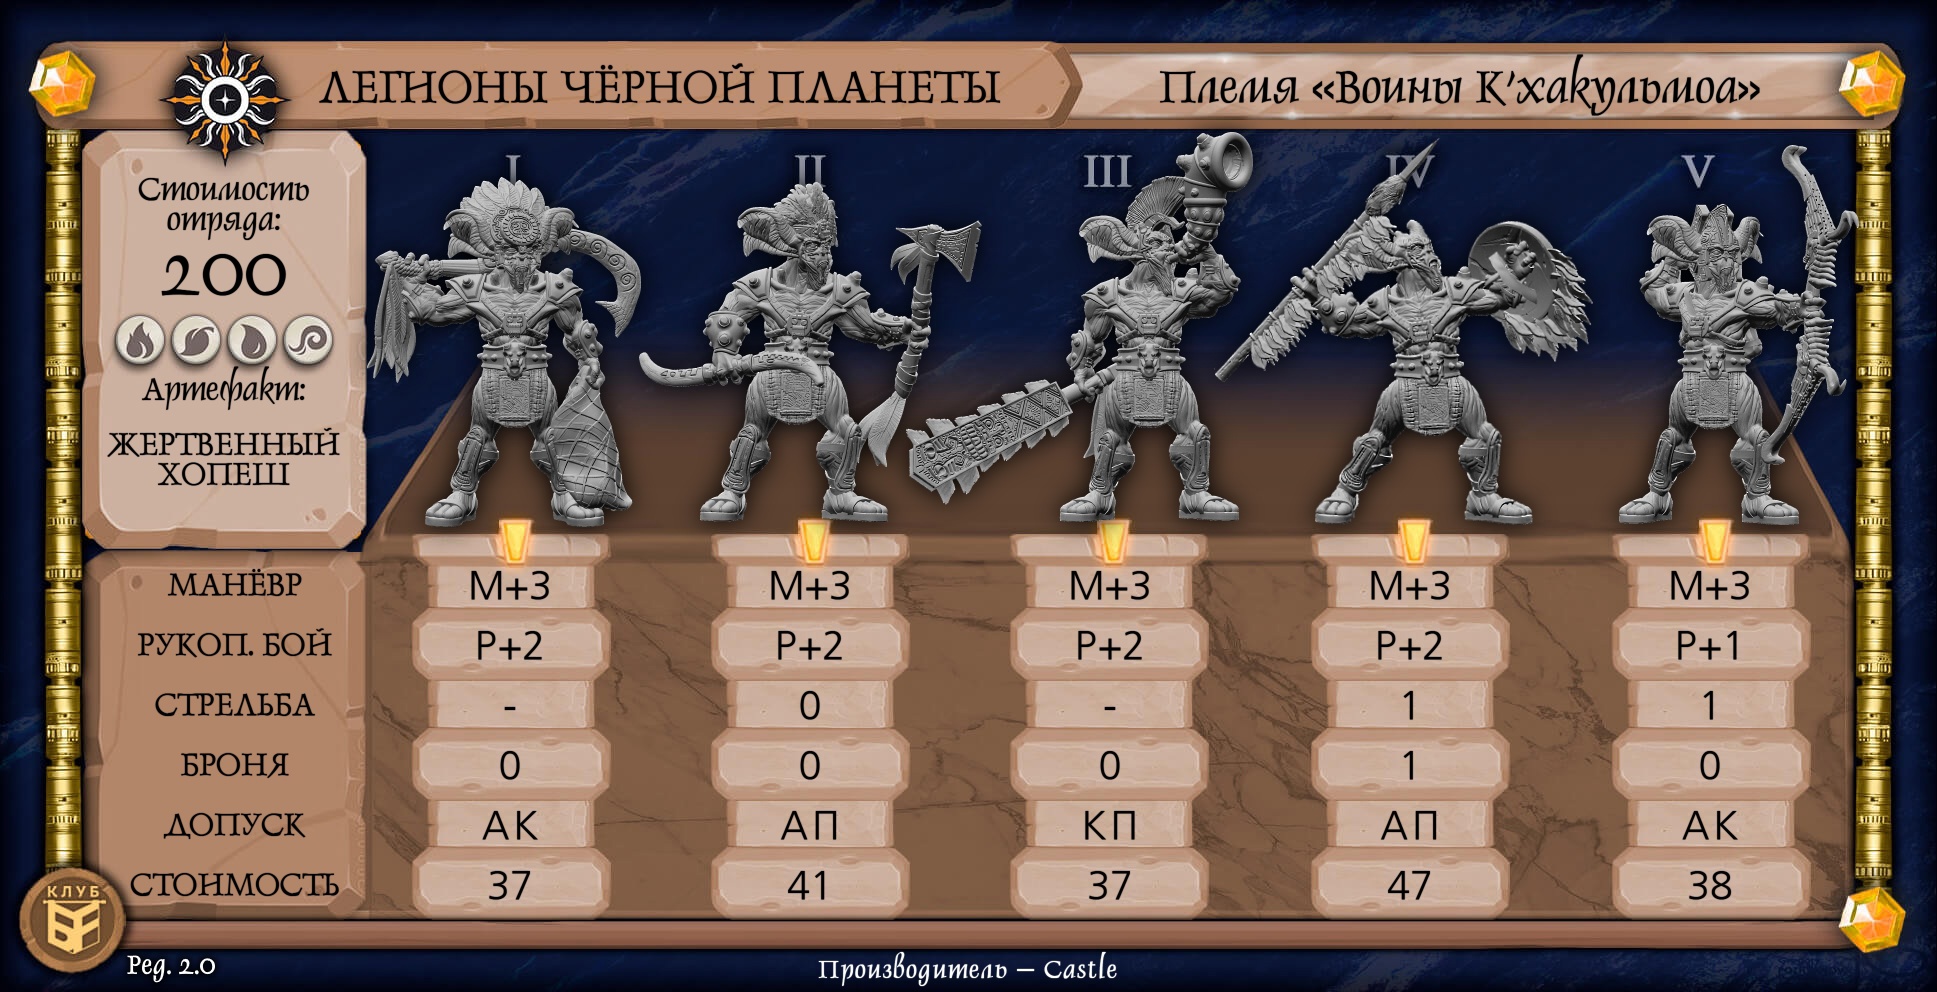 ЛЕГИОНЫ ЧЁРНОЙ ПЛАНЕТЫ
Племя «Воины К'хакульмоа»
Стоимость
отряда:
200
Артефакт:
ЖЕРТВЕННЫЙ
ХОПЕШ
I II III IV V
МАНЁВР М+3 М+3 М+3 М+3 М+3
РУКОП. БОЙ Р+2 Р+2 Р+2 Р+2 Р+1
СТРЕЛЬБА - 0 - 1 1
БРОНЯ 0 0 0 1 0
ДОПУСК АК АП КП АП АК
СТОИМОСТЬ 37 41 37 47 38
КЛУБ
Ред. 2.0
Производитель – Castle